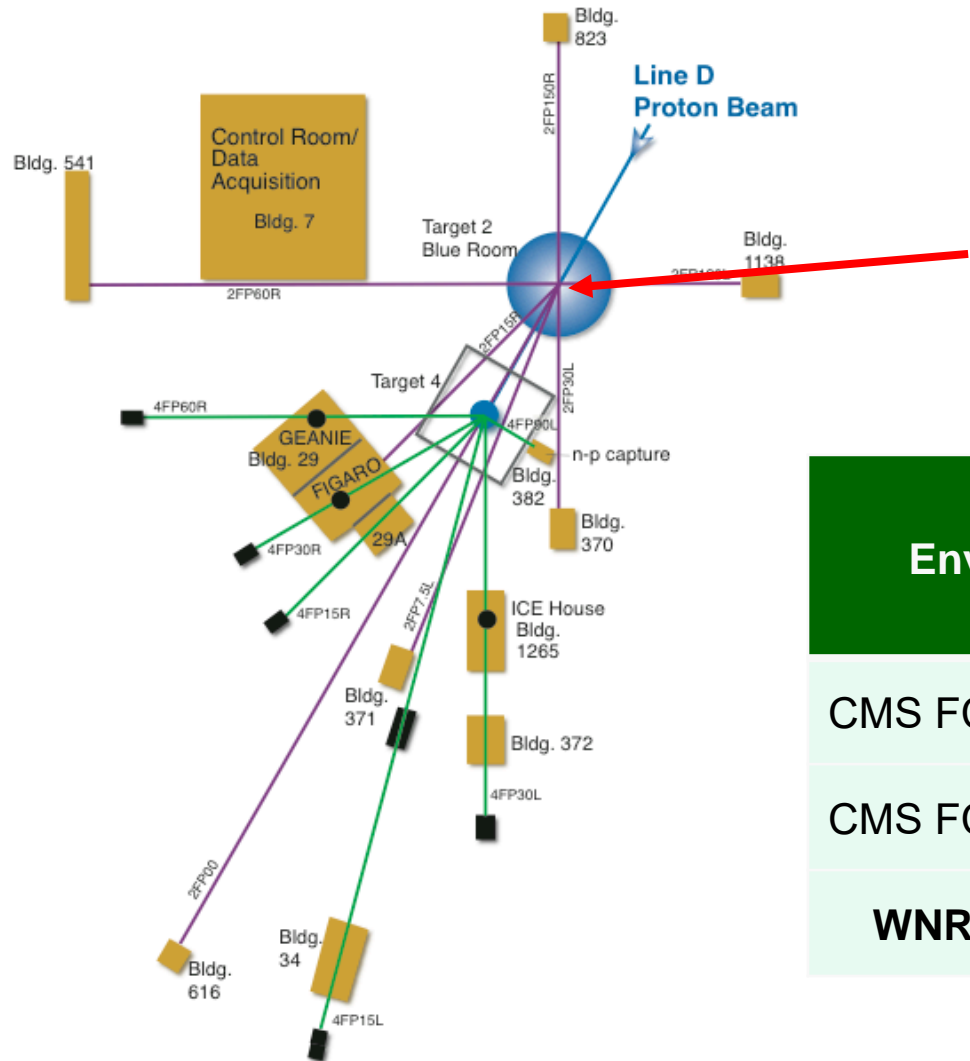 Bldg.
823
Line D
Proton Beam
2FP150R
Control Room/
Data
Acquisition
Bldg. 7
Bldg. 541
Target 2
Blue Room
Bldg.
1138
2FP60R
2FP15R
Target 4
2FP30L
4FP60R
4FP90L
GEANIE
Bldg. 29
n-p capture
FIGARO
Bldg.
382
Bldg.
370
29A
4FP30R
2FP7.5L
4FP15R
ICE House
Bldg.
1265
Bldg.
371
Bldg. 372
4FP30L
2FP00
Bldg.
34
Bldg.
616
4FP15L
Env
CMS FO
CMS FO
WNR